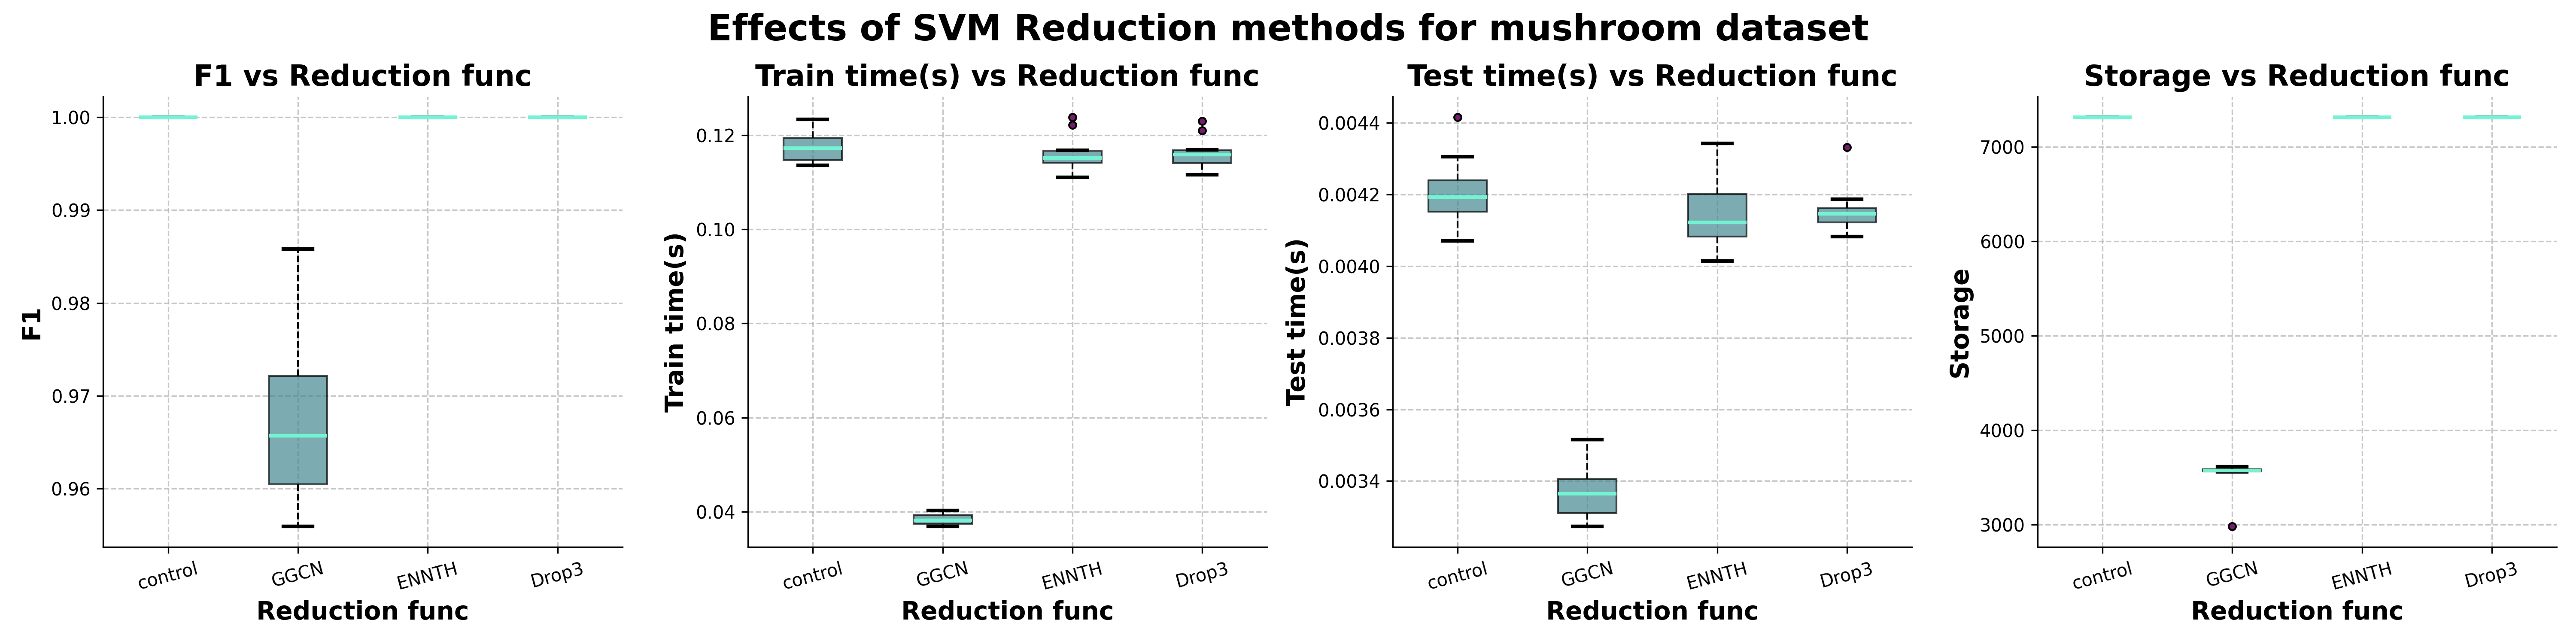 Effects of SVM Reduction methods for mushroom dataset
F1 vs Reduction func
F1
1.00
0.99
0.98
0.97
0.96
control
GGCN
ENNTH
Drop3
Reduction func
Train time(s) vs Reduction func
Train time(s)
0.12
0.10
0.08
0.06
0.04
control
GGCN
ENNTH
Drop3
Reduction func
Test time(s) vs Reduction func
Test time(s)
0.0044
0.0042
0.0040
0.0038
0.0036
0.0034
control
GGCN
ENNTH
Drop3
Reduction func
Storage vs Reduction func
Storage
7000
6000
5000
4000
3000
control
GGCN
ENNTH
Drop3
Reduction func